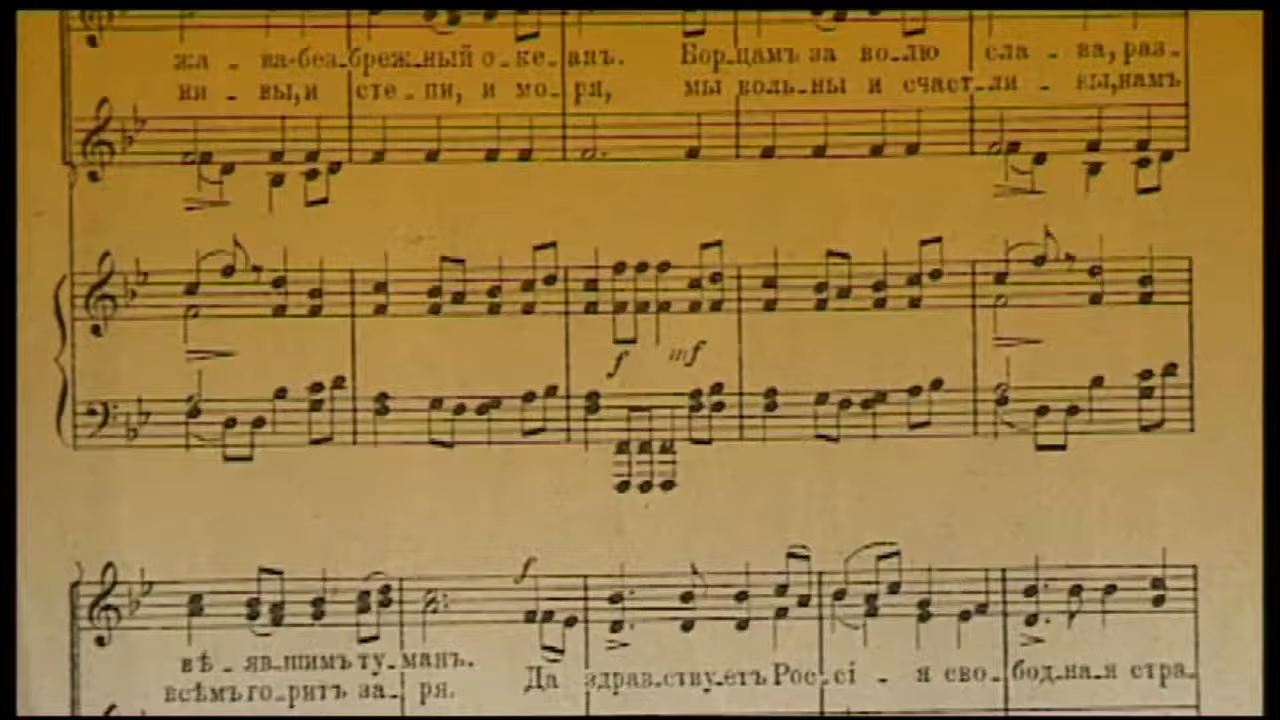 жа - ва-без-бреж-ный о-ке-анъ. Бор-цамъ за во-лю сла - ва, раз-
ни - вы, и сте-пи, и мо-ря, мы воль-ны и счаст-ли - вы, намъ
f mf
f
вѣ-яв-шимъ ту-манъ. Да здрав-ству-етъ Рос-сі - я сво-бод-на-я стра-
всѣмъ го-ритъ за-ря.